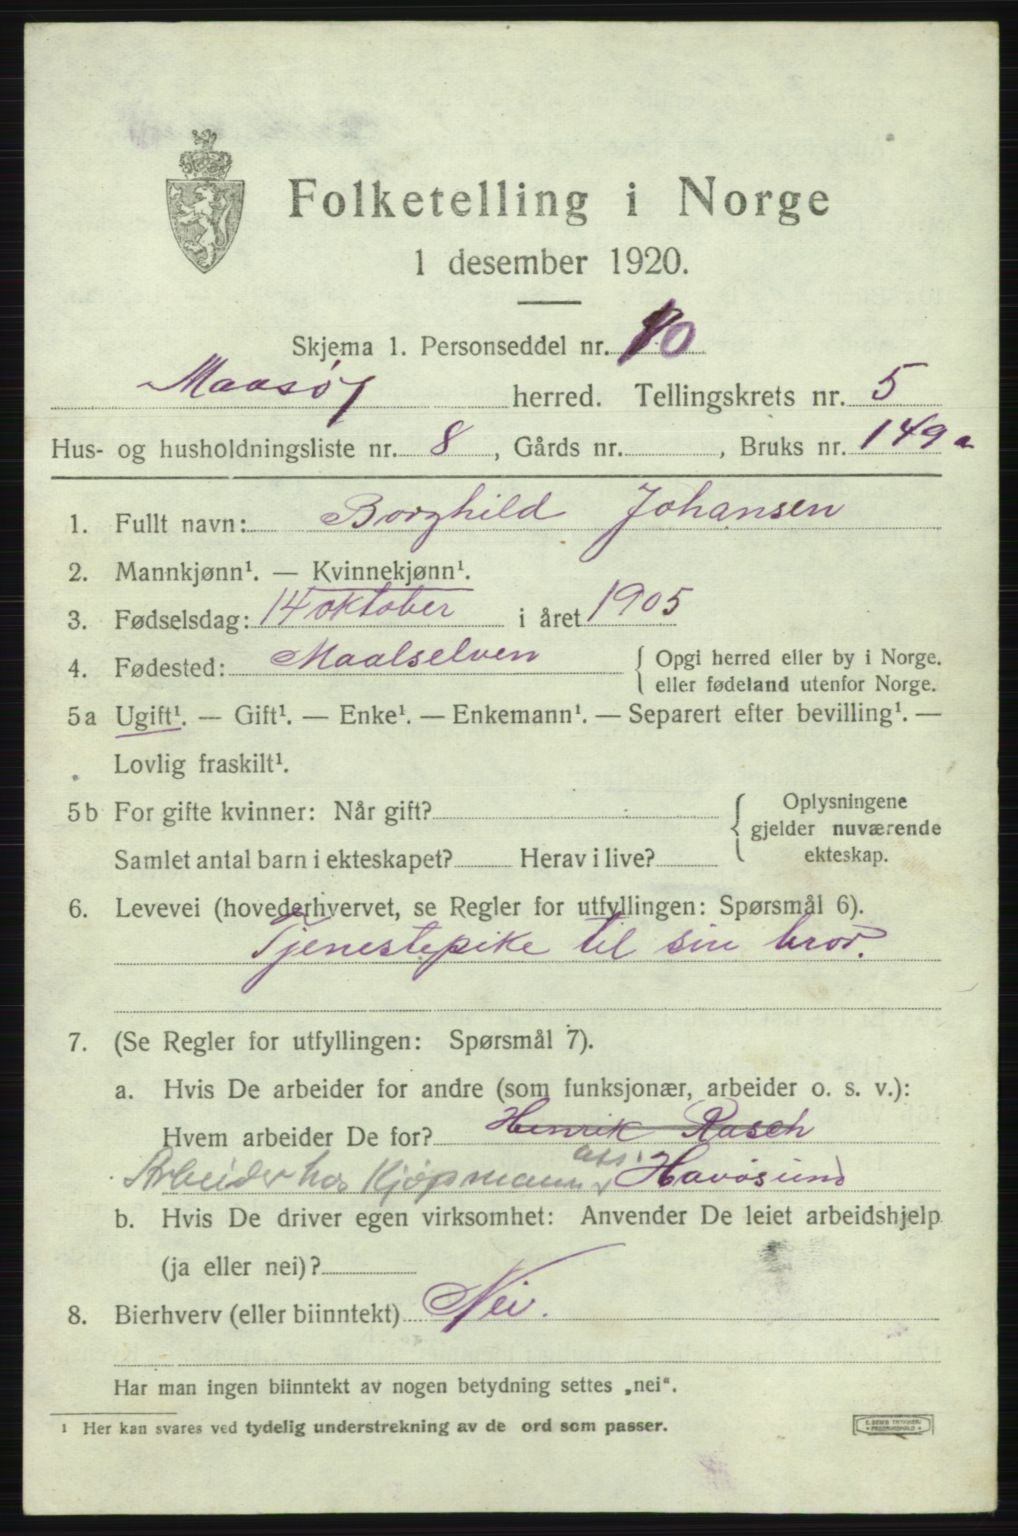 Folketelling i Norge
1 desember 1920.
Skjema 1. Personseddel nr. 10
Maasøy herred. Tellingskrets nr. 5
Hus- og husholdningsliste nr. 8, Gårds nr. , Bruks nr. 149 a
1. Fullt navn: Borghild Johansen
2. Mannkjønn¹. — Kvinnekjønn¹.
3. Fødselsdag: 14 oktober i året 1905
4. Fødested: Maalselven { Opgi herred eller by i Norge.
eller fødeland utenfor Norge.
5a Ugift¹. — Gift¹. — Enke¹. — Enkemann¹. — Separert efter bevilling¹. —
Lovlig fraskilt¹.
5b For gifte kvinner: Når gift? { Oplysningene
gjelder nuværende
Samlet antal barn i ekteskapet? Herav i live? ekteskap.
6. Levevei (hovederhvervet, se Regler for utfyllingen: Spørsmål 6).
Tjenestepike til sin bror.
7. (Se Regler for utfyllingen: Spørsmål 7).
a. Hvis De arbeider for andre (som funksjonær, arbeider o. s. v.):
Hvem arbeider De for? Henrik Rasch
ass.
Arbeider hos Kjøpmann Havøsund
b. Hvis De driver egen virksomhet: Anvender De leiet arbeidshjelp
(ja eller nei)?
8. Bierhverv (eller biinntekt) Nei.
Har man ingen biinntekt av nogen betydning settes „nei“.
¹ Her kan svares ved tydelig understrekning av de ord som passer.